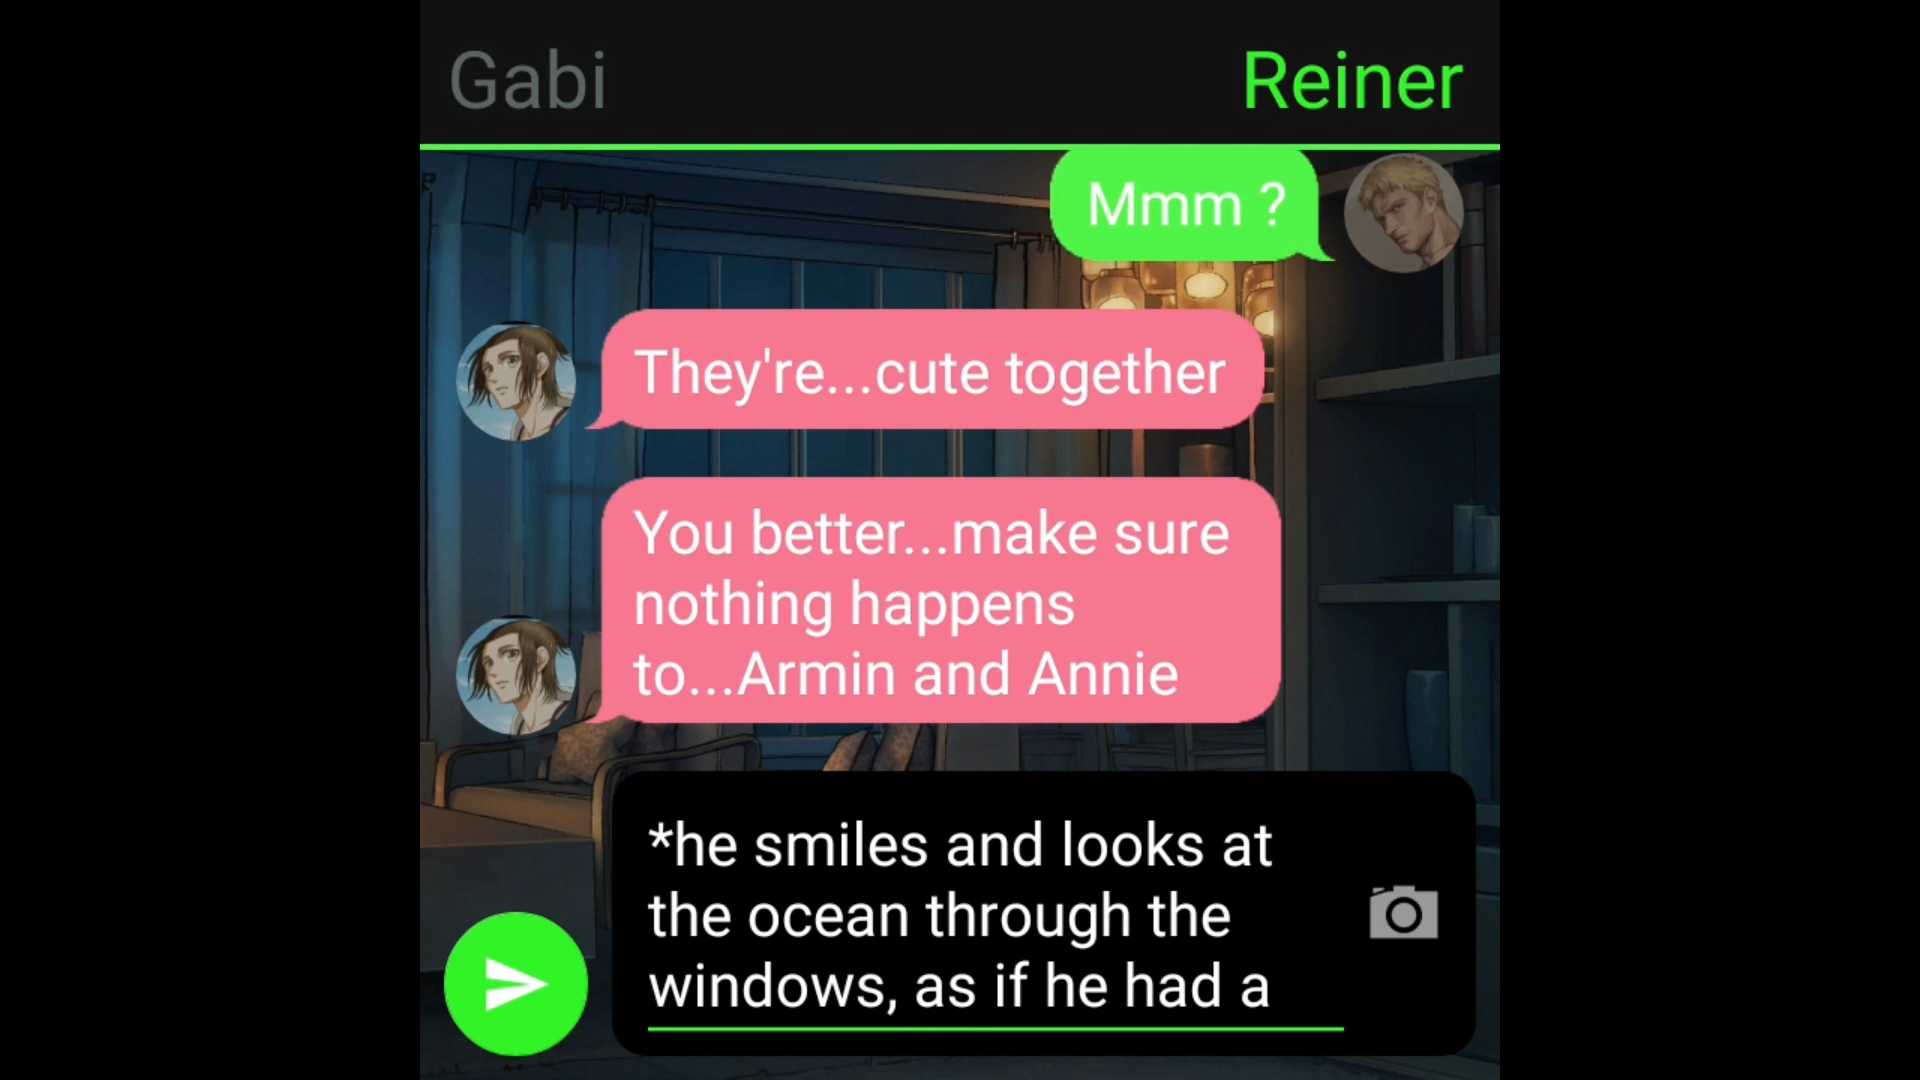 Gabi
Reiner
Mmm ?
They're...cute together
You better...make sure
nothing happens
to...Armin and Annie
*he smiles and looks at
the ocean through the
windows, as if he had a